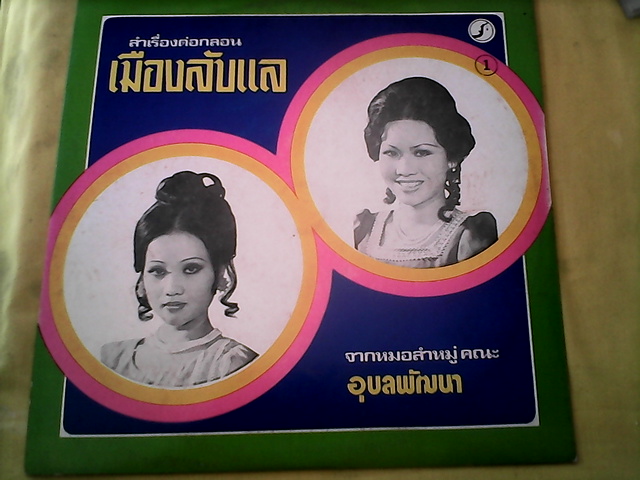 ลำเรื่องต่อกลอน
เมืองลับแล
1
จากหมอลำหมู่ คณะ
อุบลพัฒนา